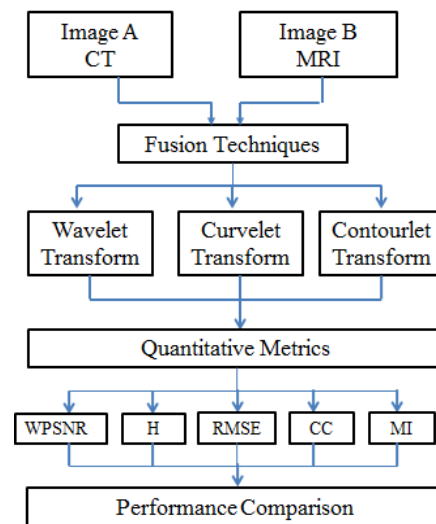 Image A
CT
Image B
MRI
Fusion Techniques
Wavelet
Transform
Curvelet
Transform
Contourlet
Transform
Quantitative Metrics
WPSNR
H
RMSE
CC
MI
Performance Comparison